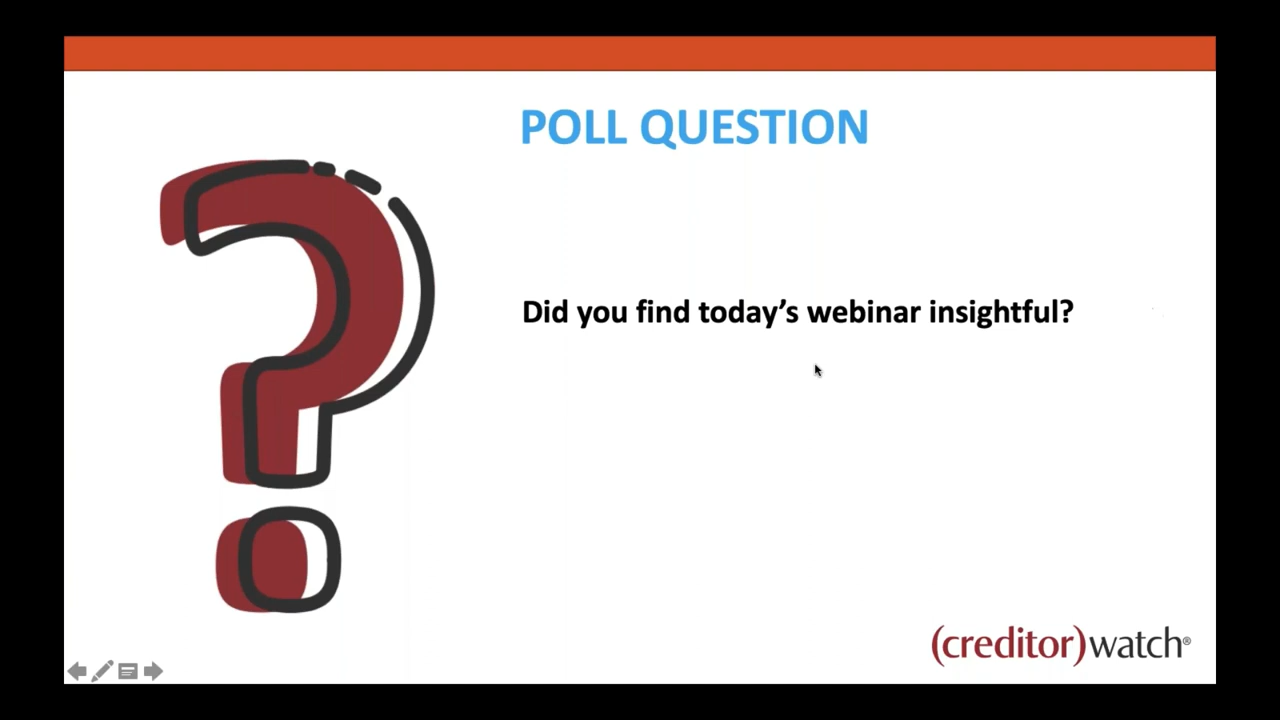 POLL QUESTION
Did you find today’s webinar insightful?
(creditor)watch®